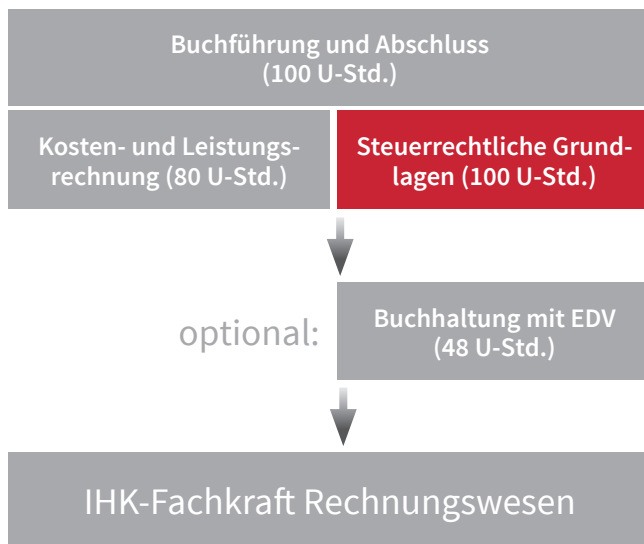 Buchführung und Abschluss
(100 U-Std.)
Kosten- und Leistungs-
rechnung (80 U-Std.)
Steuerrechtliche Grund-
lagen (100 U-Std.)
optional:
Buchhaltung mit EDV
(48 U-Std.)
IHK-Fachkraft Rechnungswesen